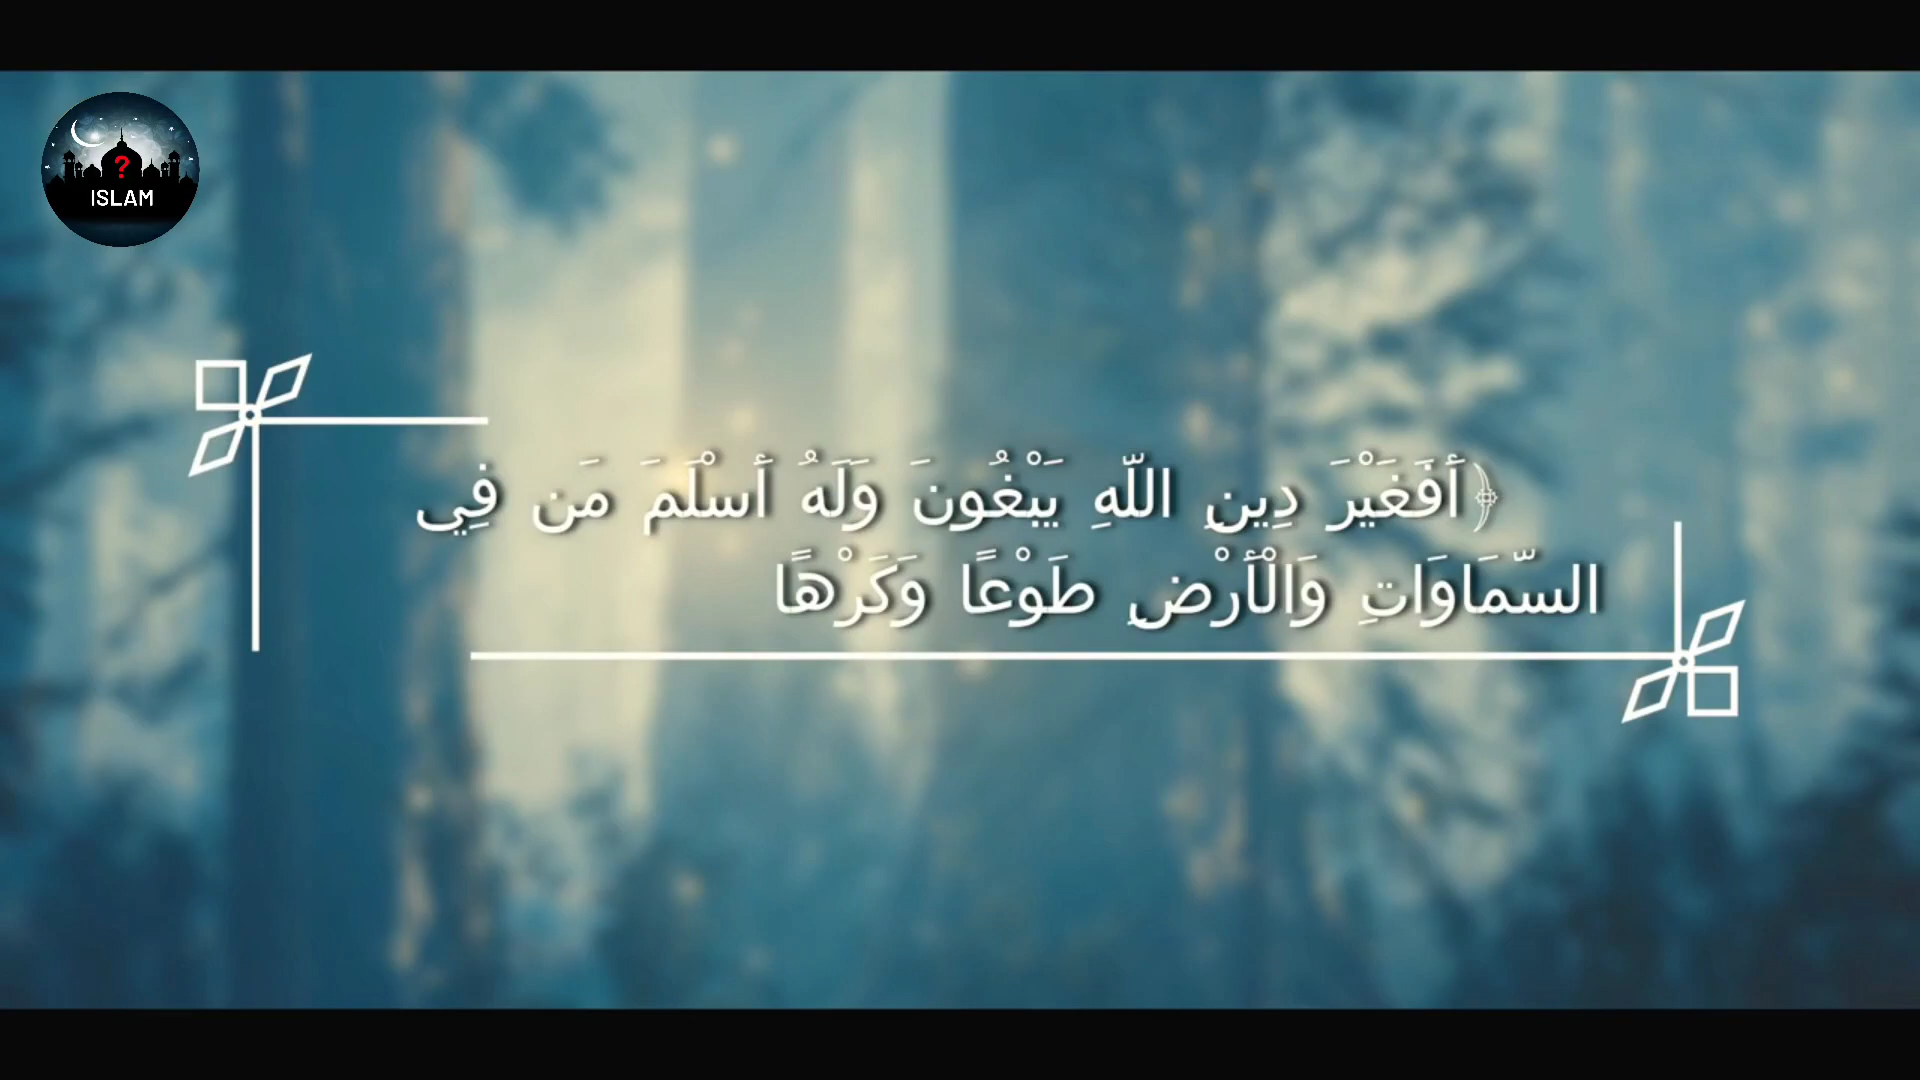 ?
ISLAM
﴿أَفَغَيْرَ دِينِ اللّهِ يَبْغُونَ وَلَهُ أَسْلَمَ مَن فِي
السَّمَاوَاتِ وَالْأَرْضِ طَوْعًا وَكَرْهًا